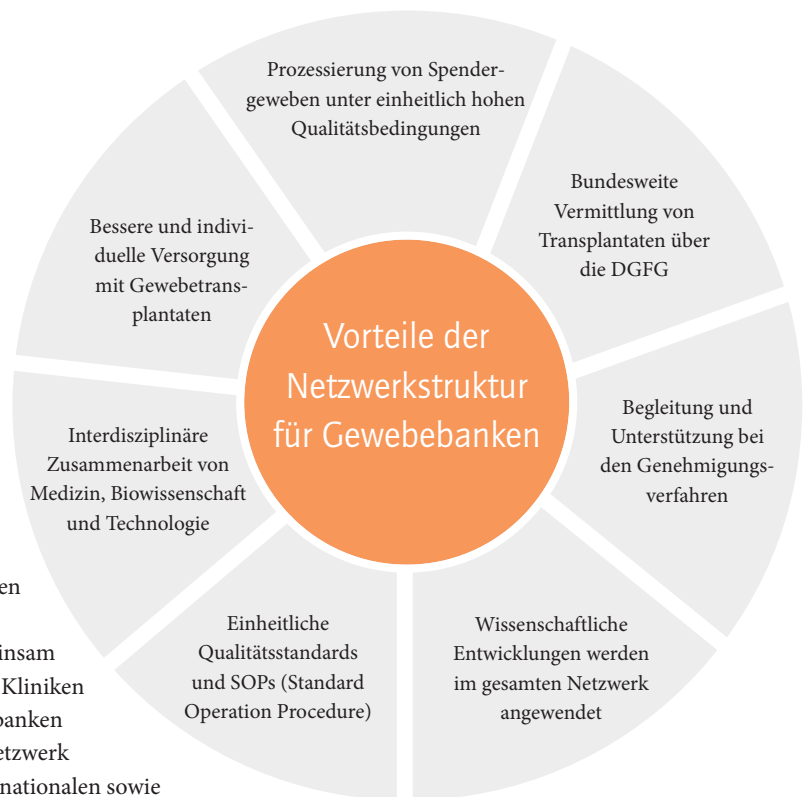 Prozessierung von Spender-
geweben unter einheitlich hohen
Qualitätsbedingungen
Bundesweite
Vermittlung von
Transplantaten über
die DGFG
Begleitung und
Unterstützung bei
den Genehmigungs-
verfahren
Wissenschaftliche
Entwicklungen werden
im gesamten Netzwerk
angewendet
Einheitliche
Qualitätsstandards
und SOPs (Standard
Operation Procedure)
Interdisziplinäre
Zusammenarbeit von
Medizin, Biowissenschaft
und Technologie
Bessere und indivi-
duelle Versorgung
mit Gewebetrans-
plantaten
Vorteile der
Netzwerkstruktur
für Gewebebanken
en
insam
Kliniken
banken
etzwerk
nationalen sowie